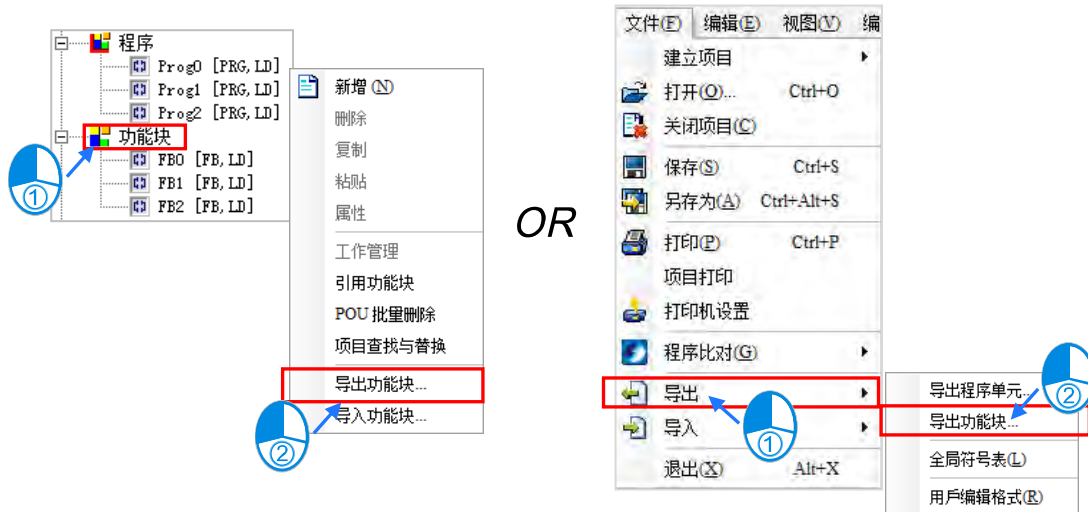 程序
Prog0 [PRG, LD]
Prog1 [PRG, LD]
Prog2 [PRG, LD]
功能块
FB0 [FB, LD]
FB1 [FB, LD]
FB2 [FB, LD]
①
新增 (N)
删除
复制
粘贴
属性
工作管理
引用功能块
POU 批量删除
项目查找与替换
导出功能块...
导入功能块...
②
OR
文件(F) 编辑(E) 视图(V) 编
建立项目
打开(O)... Ctrl+O
关闭项目(C)
保存(S) Ctrl+S
另存为(A) Ctrl+Alt+S
打印(P) Ctrl+P
项目打印
打印机设置
程序比对(G)
导出
导入
退出(X) Alt+X
①
导出程序单元...
导出功能块...
全局符号表(L)
用戶编辑格式(R)
②